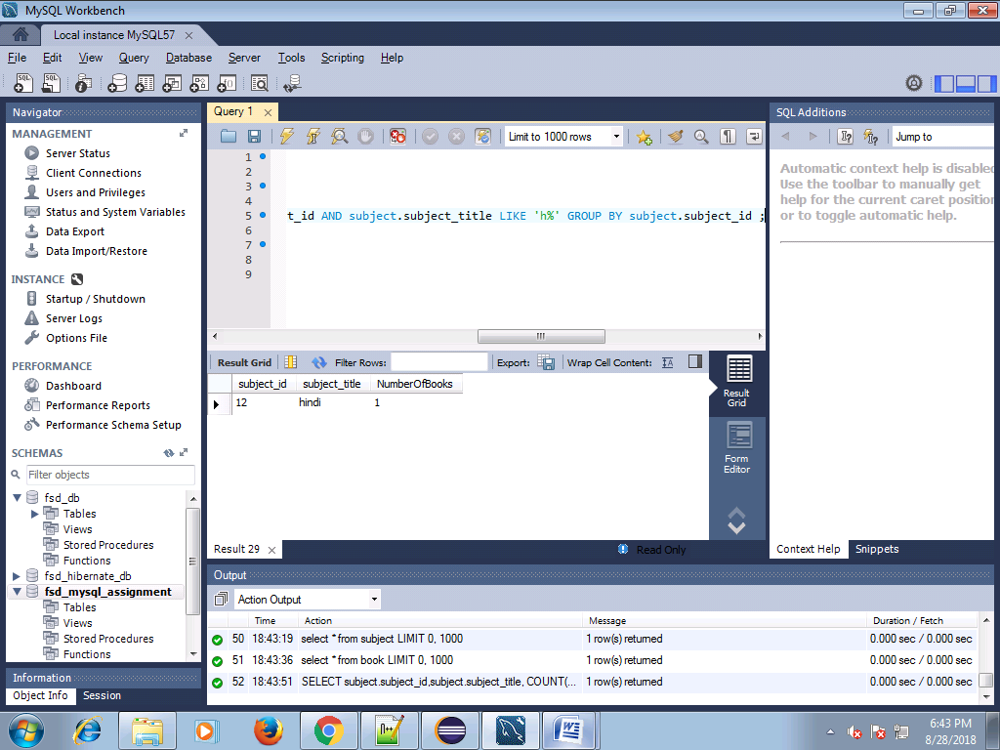 MySQL Workbench
Local instance MySQL57
File Edit View Query Database Server Tools Scripting Help
Navigator
MANAGEMENT
Server Status
Client Connections
Users and Privileges
Status and System Variables
Data Export
Data Import/Restore
INSTANCE
Startup / Shutdown
Server Logs
Options File
PERFORMANCE
Dashboard
Performance Reports
Performance Schema Setup
SCHEMAS
Filter objects
fsd_db
Tables
Views
Stored Procedures
Functions
fsd_hibernate_db
fsd_mysql_assignment
Tables
Views
Stored Procedures
Functions
Information
Object Info Session
Query 1
Limit to 1000 rows
1
2
3
4
5 t_id AND subject.subject_title LIKE 'h%' GROUP BY subject.subject_id ;
6
7
8
9
Result Grid Filter Rows: Export: Wrap Cell Content:
subject_id subject_title NumberOfBooks
12 hindi 1
Result Grid
Form Editor
Result 29
Read Only
SQL Additions
Jump to
Automatic context help is disabled
Use the toolbar to manually get
help for the current caret position
or to toggle automatic help.
Context Help Snippets
Output
Action Output
Time Action Message Duration / Fetch
50 18:43:19 select * from subject LIMIT 0, 1000 1 row(s) returned 0.000 sec / 0.000 sec
51 18:43:36 select * from book LIMIT 0, 1000 1 row(s) returned 0.000 sec / 0.000 sec
52 18:43:51 SELECT subject.subject_id,subject.subject_title, COUNT(... 1 row(s) returned 0.000 sec / 0.000 sec
6:43 PM
8/28/2018